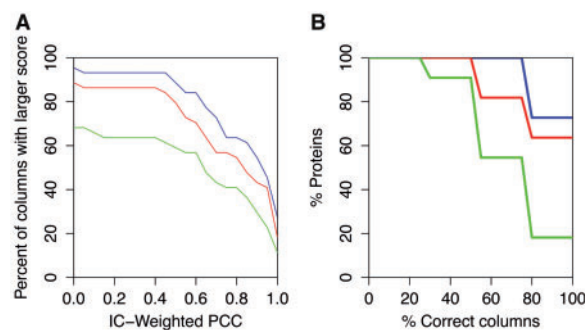 A
Percent of columns with larger score
100
80
60
40
20
0
0.0 0.2 0.4 0.6 0.8 1.0
IC-Weighted PCC
B
% Proteins
100
80
60
40
20
0
0 20 40 60 80 100
% Correct columns